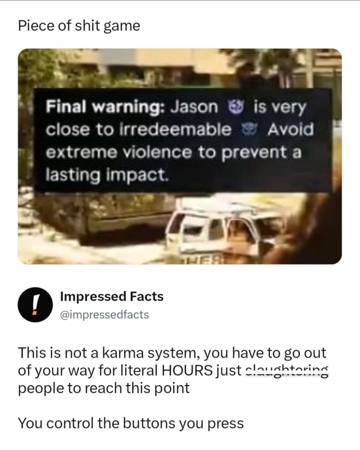 Piece of shit game
Final warning: Jason is very
close to irredeemable Avoid
extreme violence to prevent a
lasting impact.
Impressed Facts
@impressedfacts
This is not a karma system, you have to go out
of your way for literal HOURS just slaughtering
people to reach this point
You control the buttons you press